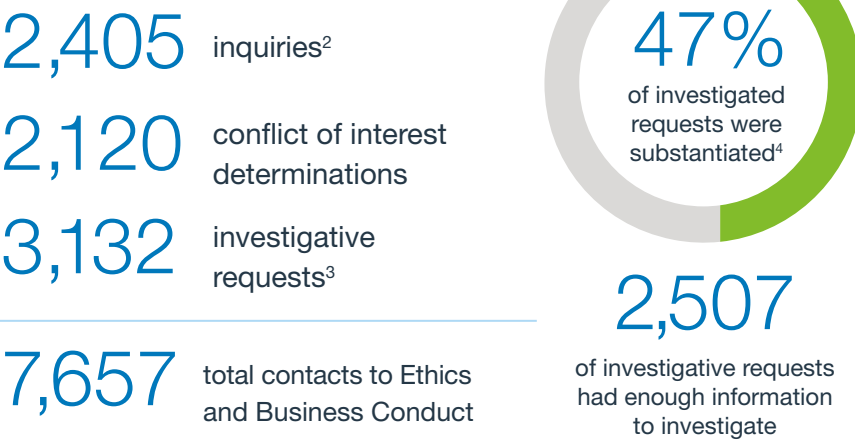 2,405 inquiries²
2,120 conflict of interest
determinations
3,132 investigative
requests³
7,657 total contacts to Ethics
and Business Conduct
47%
of investigated
requests were
substantiated⁴
2,507
of investigative requests
had enough information
to investigate